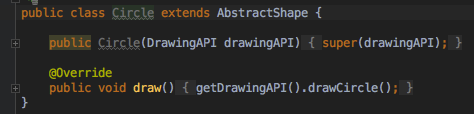 public class Circle extends AbstractShape {
public Circle(DrawingAPI drawingAPI) { super(drawingAPI); }
@Override
public void draw() { getDrawingAPI().drawCircle(); }
}